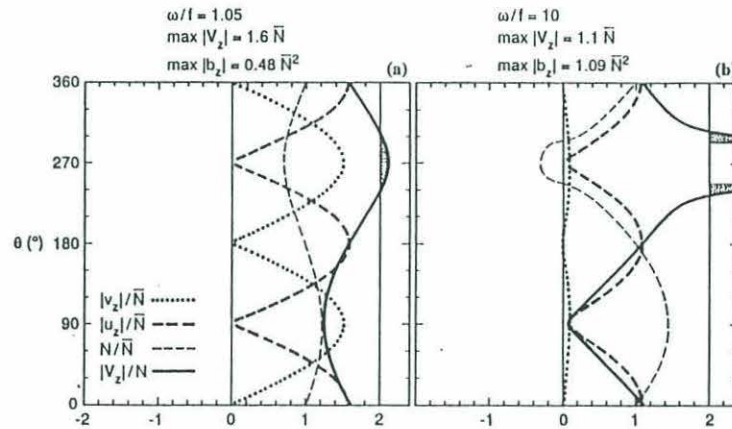 ω/f = 1.05
max |V_z| = 1.6 N̄
max |b_z| = 0.48 N̄²
(a)
ω/f = 10
max |V_z| = 1.1 N̄
max |b_z| = 1.09 N̄²
(b)
360
270
180
90
0
θ (°)
|v_z|/N̄
|u_z|/N̄
N/N̄
|V_z|/N
-2 -1 0 1 2
-1 0 1 2